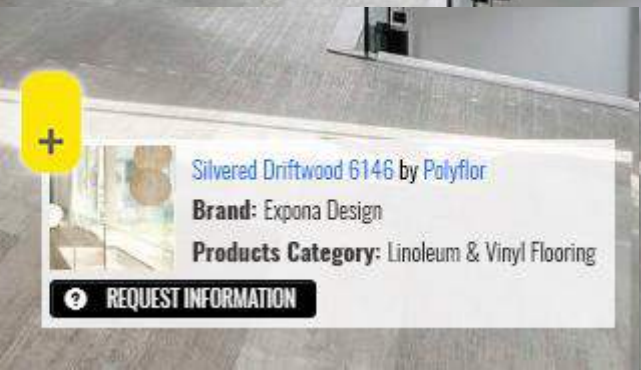 +
Silvered Driftwood 6146 by Polyflor
Brand: Expona Design
Products Category: Linoleum & Vinyl Flooring
? REQUEST INFORMATION